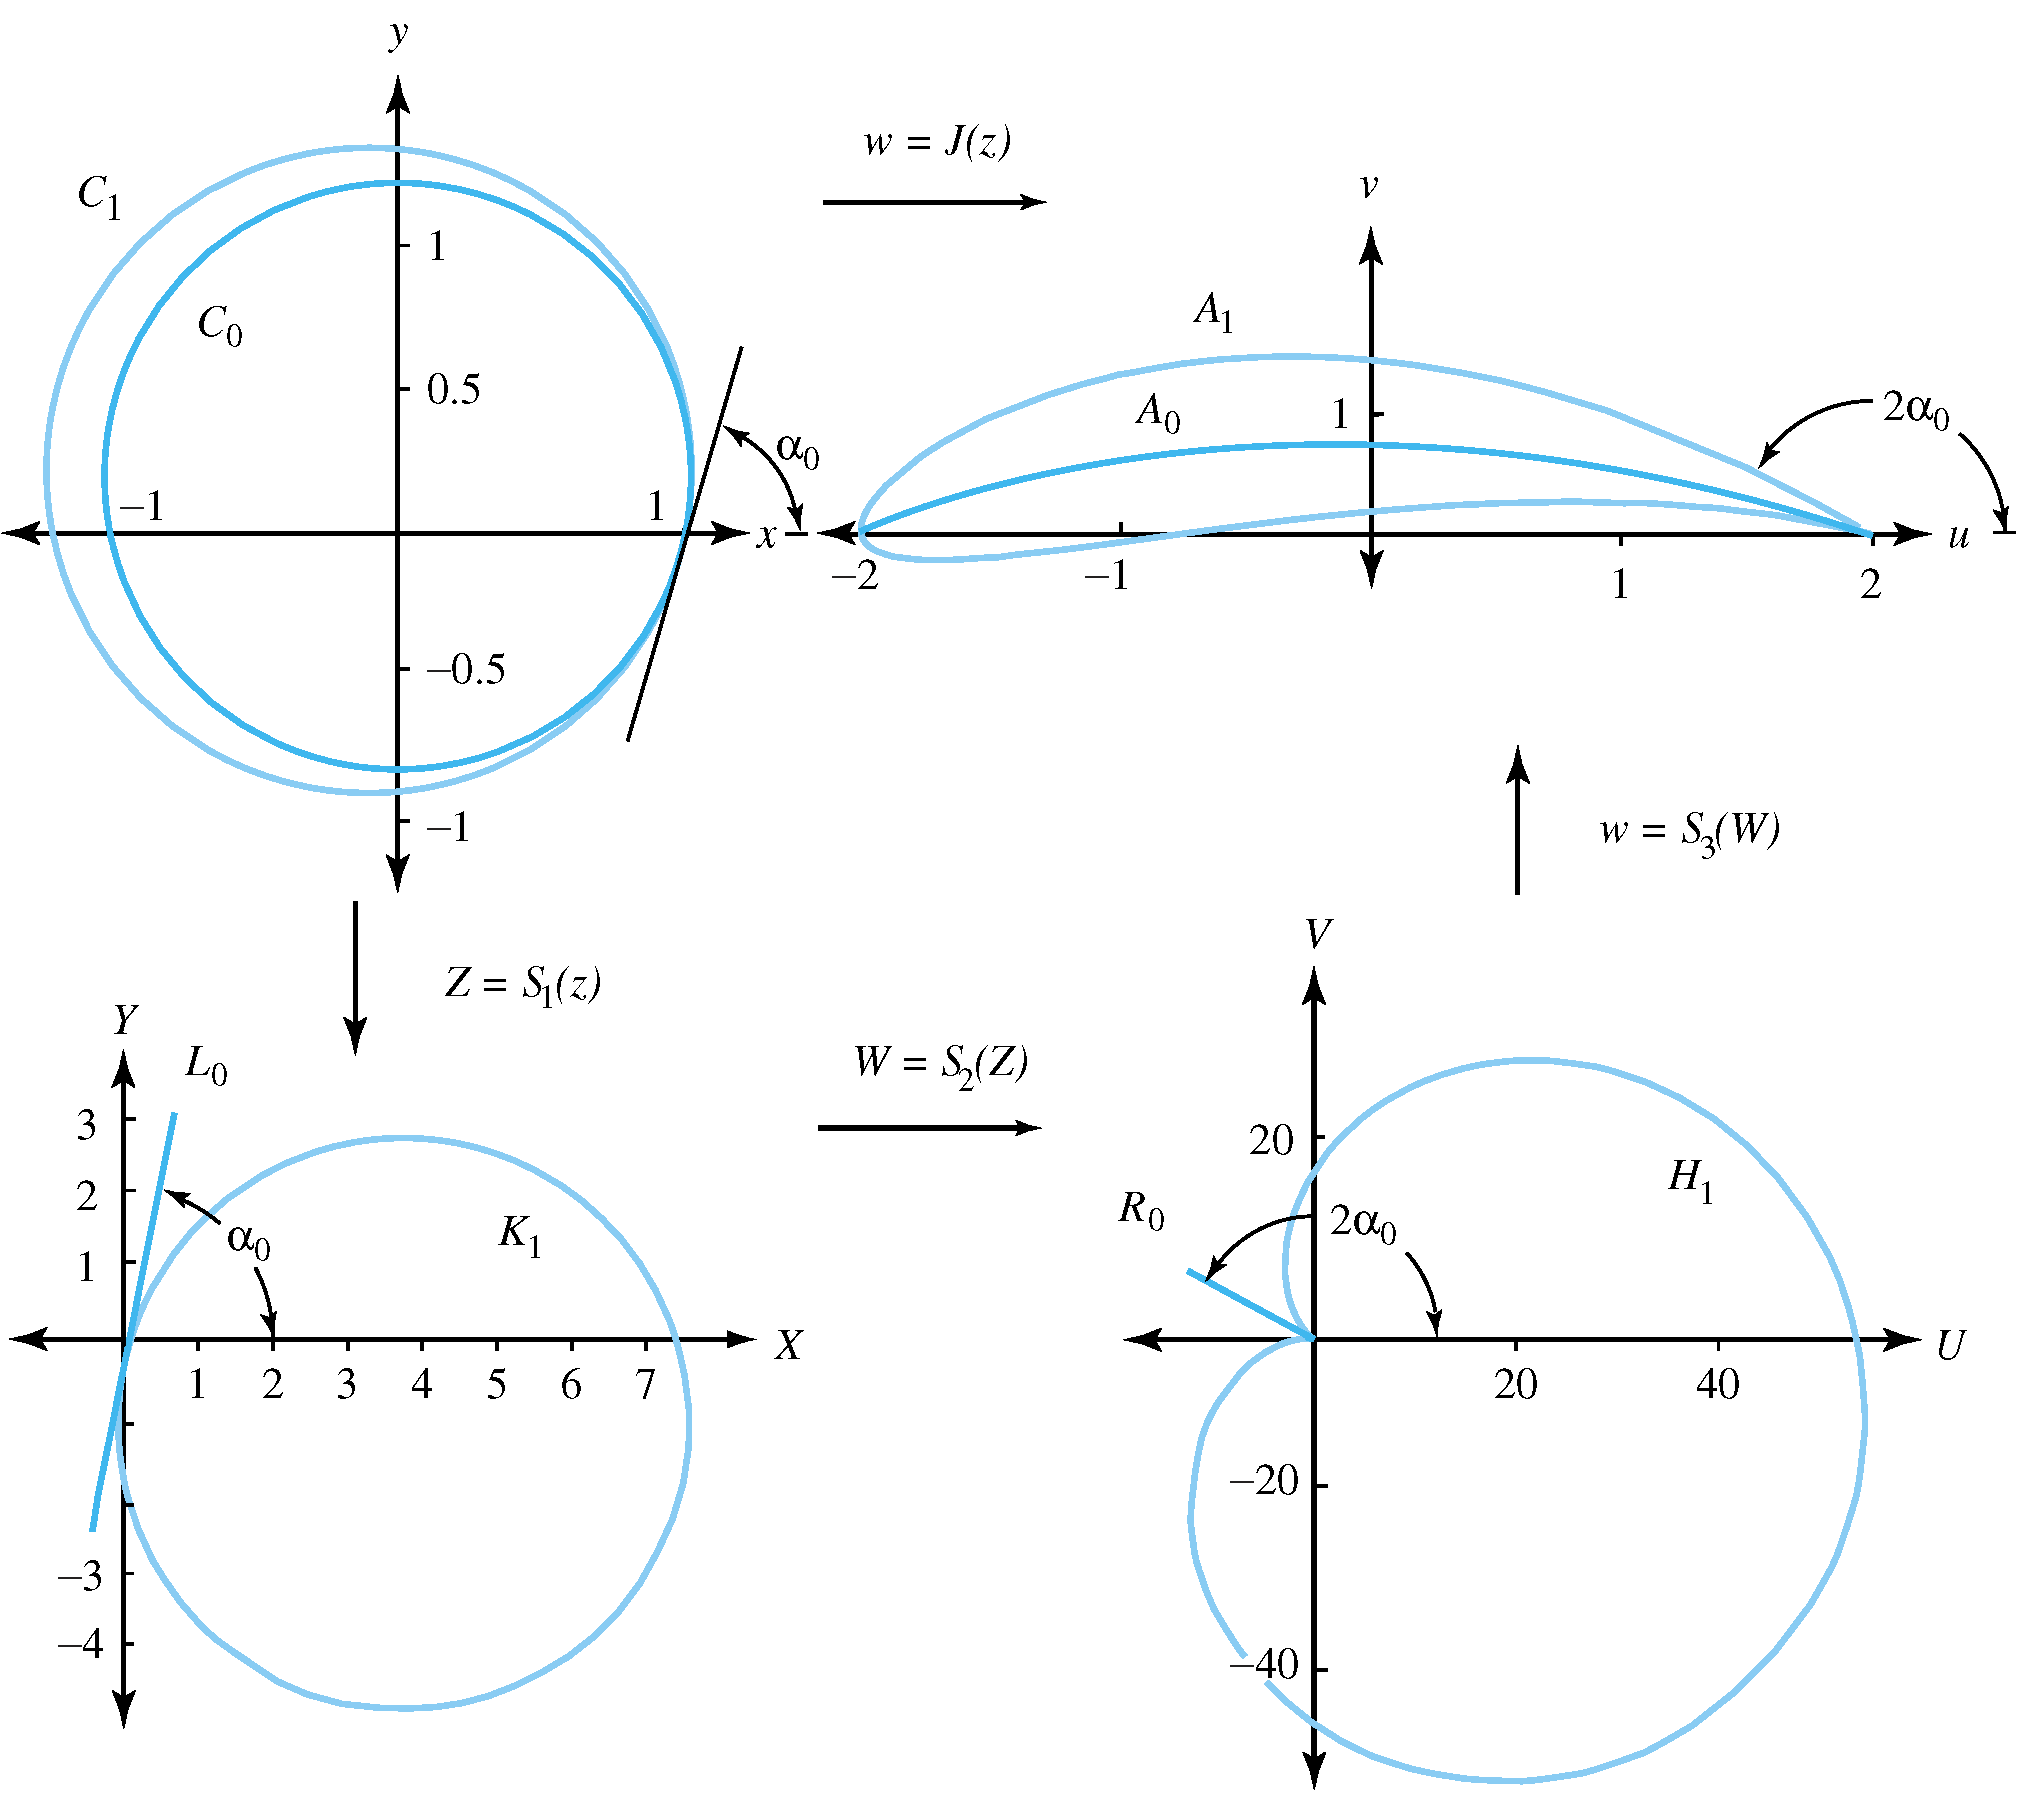 y
w = J(z)
C1
v
1
C0
A1
0.5
A0
1
2α0
α0
−1
1
x
u
−2
−1
1
2
−0.5
−1
w = S3(W)
V
Z = S1(z)
Y
L0
W = S2(Z)
3
20
2
K1
H1
R0
2α0
α0
1
X
U
1 2 3 4 5 6 7
20 40
−20
−3
−4
−40